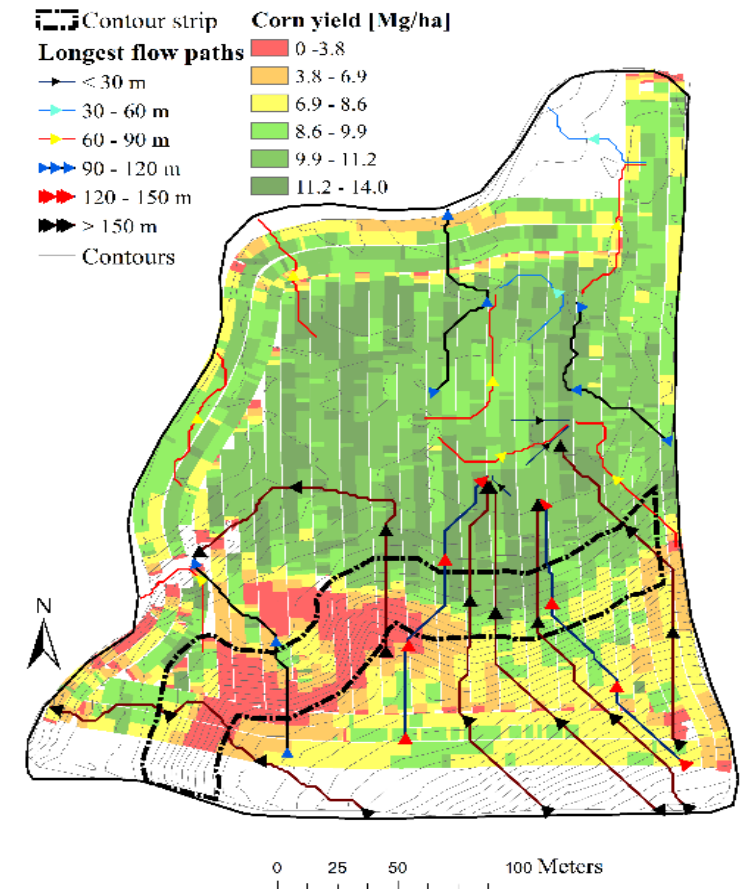 Contour strip
Longest flow paths
< 30 m
30 - 60 m
60 - 90 m
90 - 120 m
120 - 150 m
> 150 m
Contours
Corn yield [Mg/ha]
0 -3.8
3.8 - 6.9
6.9 - 8.6
8.6 - 9.9
9.9 - 11.2
11.2 - 14.0
N
0 25 50 100 Meters